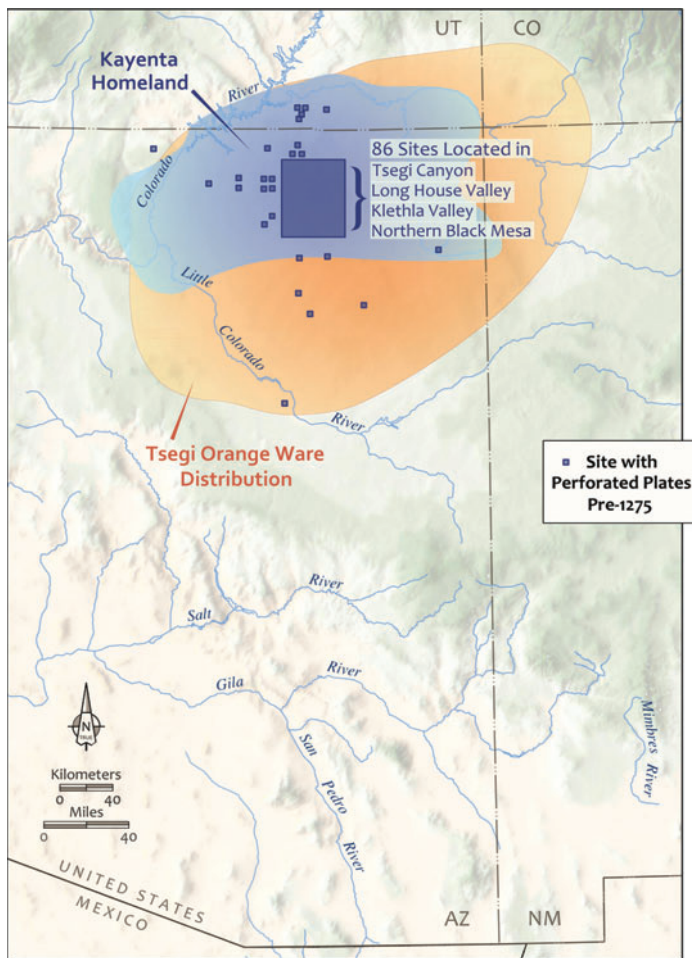 UT
CO
Kayenta
Homeland
River
Colorado
86 Sites Located in
Tsegi Canyon
Long House Valley
Klethla Valley
Northern Black Mesa
Little
Colorado
River
Tsegi Orange Ware
Distribution
Site with
Perforated Plates
Pre-1275
Salt
River
Gila
River
San
Pedro
River
Mimbres
River
N
TRUE
Kilometers
0 40
Miles
0 40
UNITED STATES
MEXICO
AZ
NM